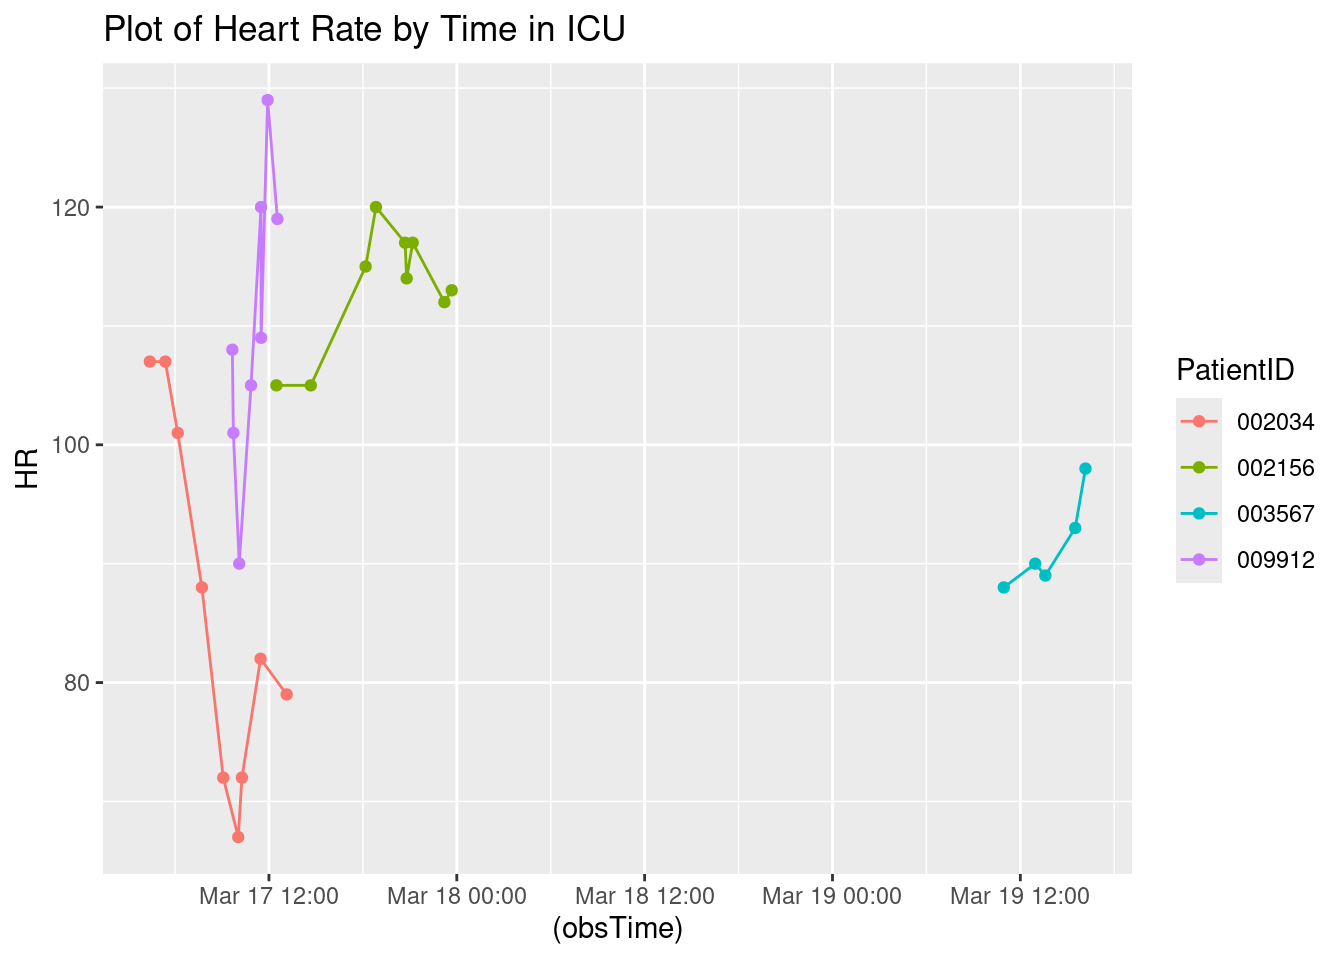 Plot of Heart Rate by Time in ICU
120
100
80
HR
Mar 17 12:00 Mar 18 00:00 Mar 18 12:00 Mar 19 00:00 Mar 19 12:00
(obsTime)
PatientID
002034
002156
003567
009912